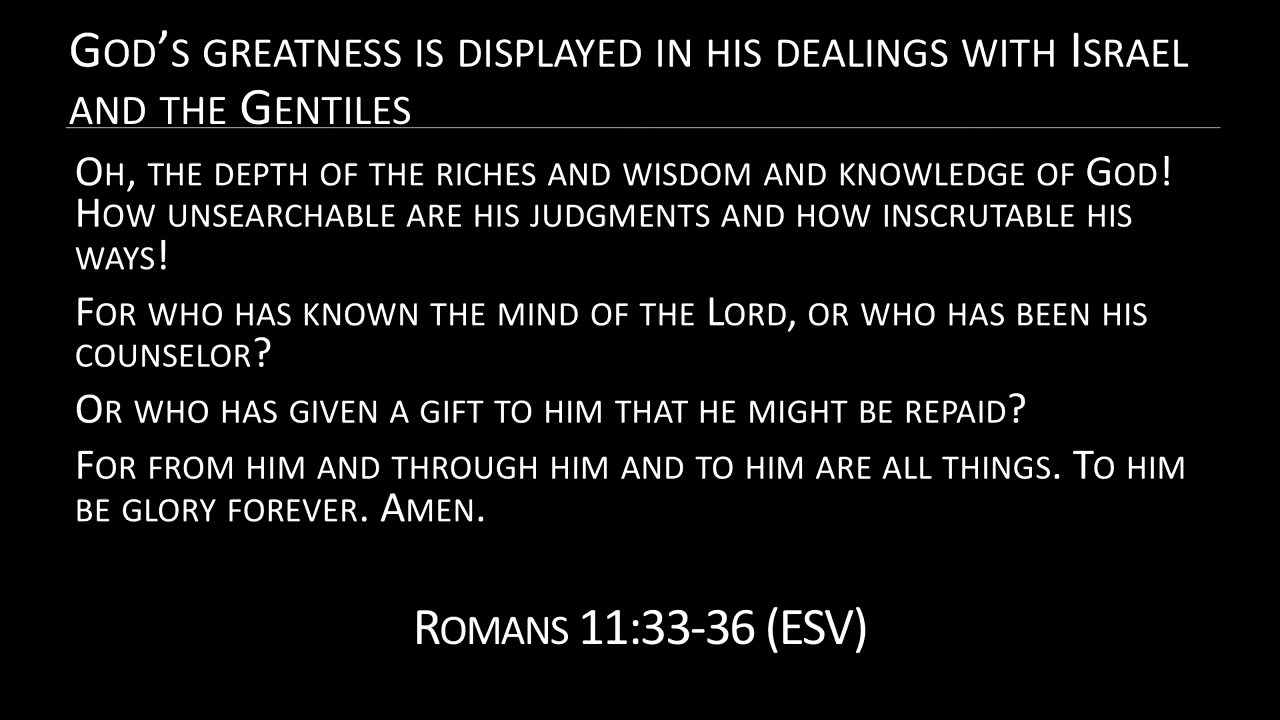 God’s greatness is displayed in his dealings with Israel
and the Gentiles
Oh, the depth of the riches and wisdom and knowledge of God!
How unsearchable are his judgments and how inscrutable his
ways!
For who has known the mind of the Lord, or who has been his
counselor?
Or who has given a gift to him that he might be repaid?
For from him and through him and to him are all things. To him
be glory forever. Amen.
Romans 11:33-36 (ESV)